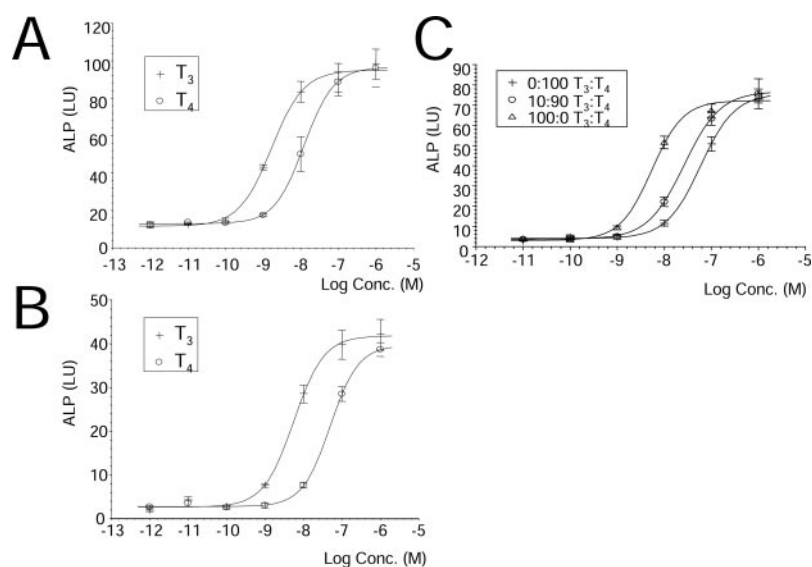 A
120
100
80
60
40
20
0
ALP (LU)
T3
T4
-13 -12 -11 -10 -9 -8 -7 -6 -5
Log Conc. (M)
C
90
80
70
60
50
40
30
20
10
0
ALP (LU)
0:100 T3:T4
10:90 T3:T4
100:0 T3:T4
-12 -11 -10 -9 -8 -7 -6 -5
Log Conc. (M)
B
50
40
30
20
10
0
ALP (LU)
T3
T4
-13 -12 -11 -10 -9 -8 -7 -6 -5
Log Conc. (M)